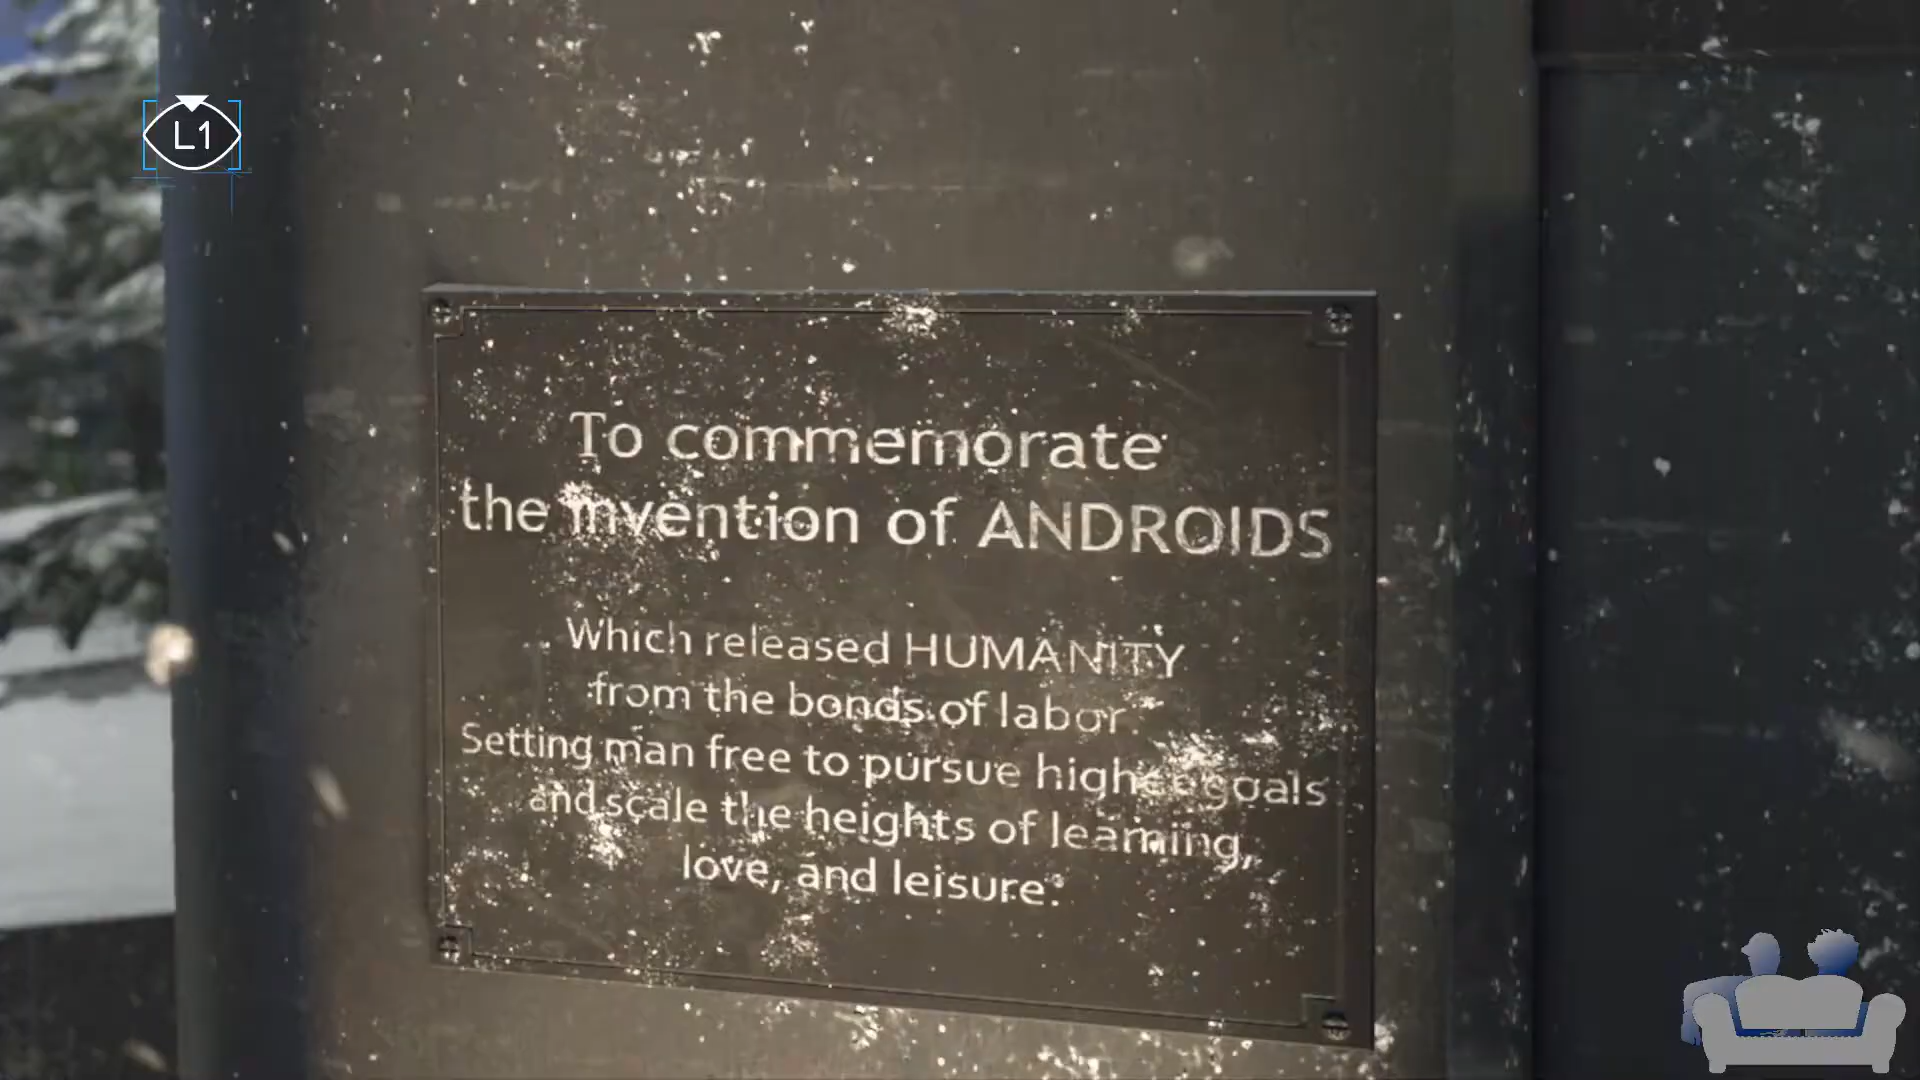 L1
To commemorate
the invention of ANDROIDS
Which released HUMANITY
from the bonds of labor.
Setting man free to pursue higher goals
and scale the heights of learning,
love, and leisure.